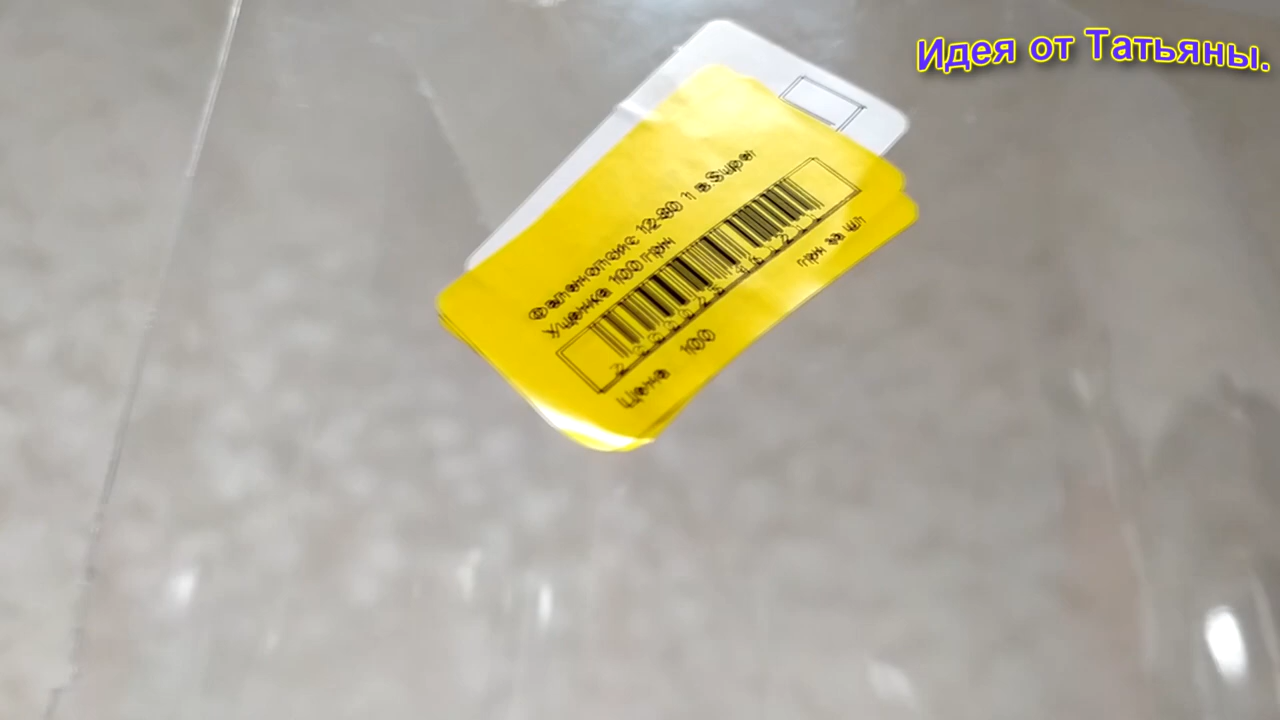 Идея от Татьяны.
Фаленопсис 12-60 1 в.Super
Уценка 100 грн
Цена 100 грн за шт